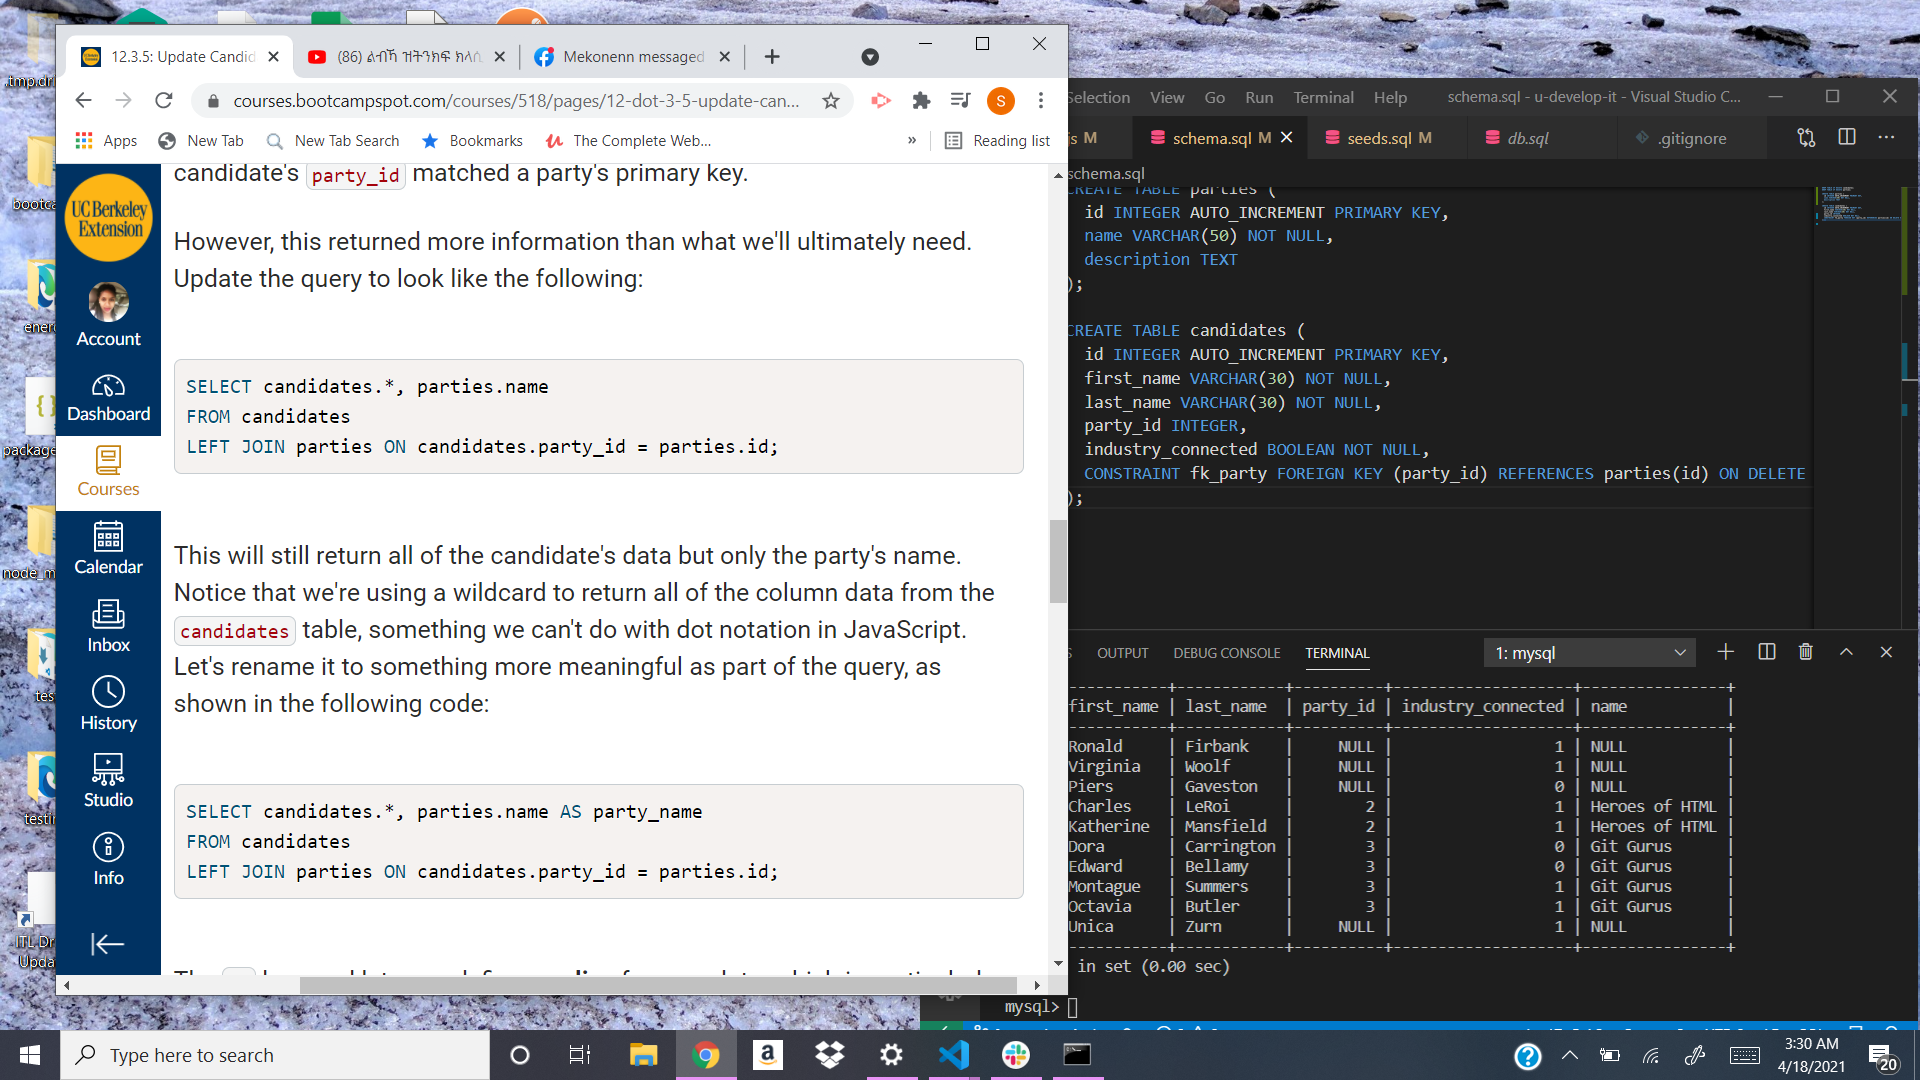 12.3.5: Update Candid
(86) ልብኻ ዝትንክፍ ክላሲ
Mekonenn messaged
courses.bootcampspot.com/courses/518/pages/12-dot-3-5-update-can...
S
Apps
New Tab
New Tab Search
Bookmarks
The Complete Web...
»
Reading list
UC Berkeley
Extension
Account
Dashboard
Courses
Calendar
Inbox
History
Studio
Info
candidate's party_id matched a party's primary key.
However, this returned more information than what we'll ultimately need.
Update the query to look like the following:
SELECT candidates.*, parties.name
FROM candidates
LEFT JOIN parties ON candidates.party_id = parties.id;
This will still return all of the candidate's data but only the party's name.
Notice that we're using a wildcard to return all of the column data from the
candidates table, something we can't do with dot notation in JavaScript.
Let's rename it to something more meaningful as part of the query, as
shown in the following code:
SELECT candidates.*, parties.name AS party_name
FROM candidates
LEFT JOIN parties ON candidates.party_id = parties.id;
.tmp.dri
bootca
ener
package
node_m
tes
testin
ITL Dr
Upda
Selection View Go Run Terminal Help
schema.sql - u-develop-it - Visual Studio C...
js M
schema.sql M
seeds.sql M
db.sql
.gitignore
schema.sql
CREATE TABLE parties (
id INTEGER AUTO_INCREMENT PRIMARY KEY,
name VARCHAR(50) NOT NULL,
description TEXT
);
CREATE TABLE candidates (
id INTEGER AUTO_INCREMENT PRIMARY KEY,
first_name VARCHAR(30) NOT NULL,
last_name VARCHAR(30) NOT NULL,
party_id INTEGER,
industry_connected BOOLEAN NOT NULL,
CONSTRAINT fk_party FOREIGN KEY (party_id) REFERENCES parties(id) ON DELETE
);
S OUTPUT DEBUG CONSOLE TERMINAL
1: mysql
-----------+------------+----------+--------------------+----------------+
first_name | last_name | party_id | industry_connected | name |
-----------+------------+----------+--------------------+----------------+
Ronald | Firbank | NULL | 1 | NULL |
Virginia | Woolf | NULL | 1 | NULL |
Piers | Gaveston | NULL | 0 | NULL |
Charles | LeRoi | 2 | 1 | Heroes of HTML |
Katherine | Mansfield | 2 | 1 | Heroes of HTML |
Dora | Carrington | 3 | 0 | Git Gurus |
Edward | Bellamy | 3 | 0 | Git Gurus |
Montague | Summers | 3 | 1 | Git Gurus |
Octavia | Butler | 3 | 1 | Git Gurus |
Unica | Zurn | NULL | 1 | NULL |
-----------+------------+----------+--------------------+----------------+
in set (0.00 sec)
mysql>
Type here to search
3:30 AM
4/18/2021
20